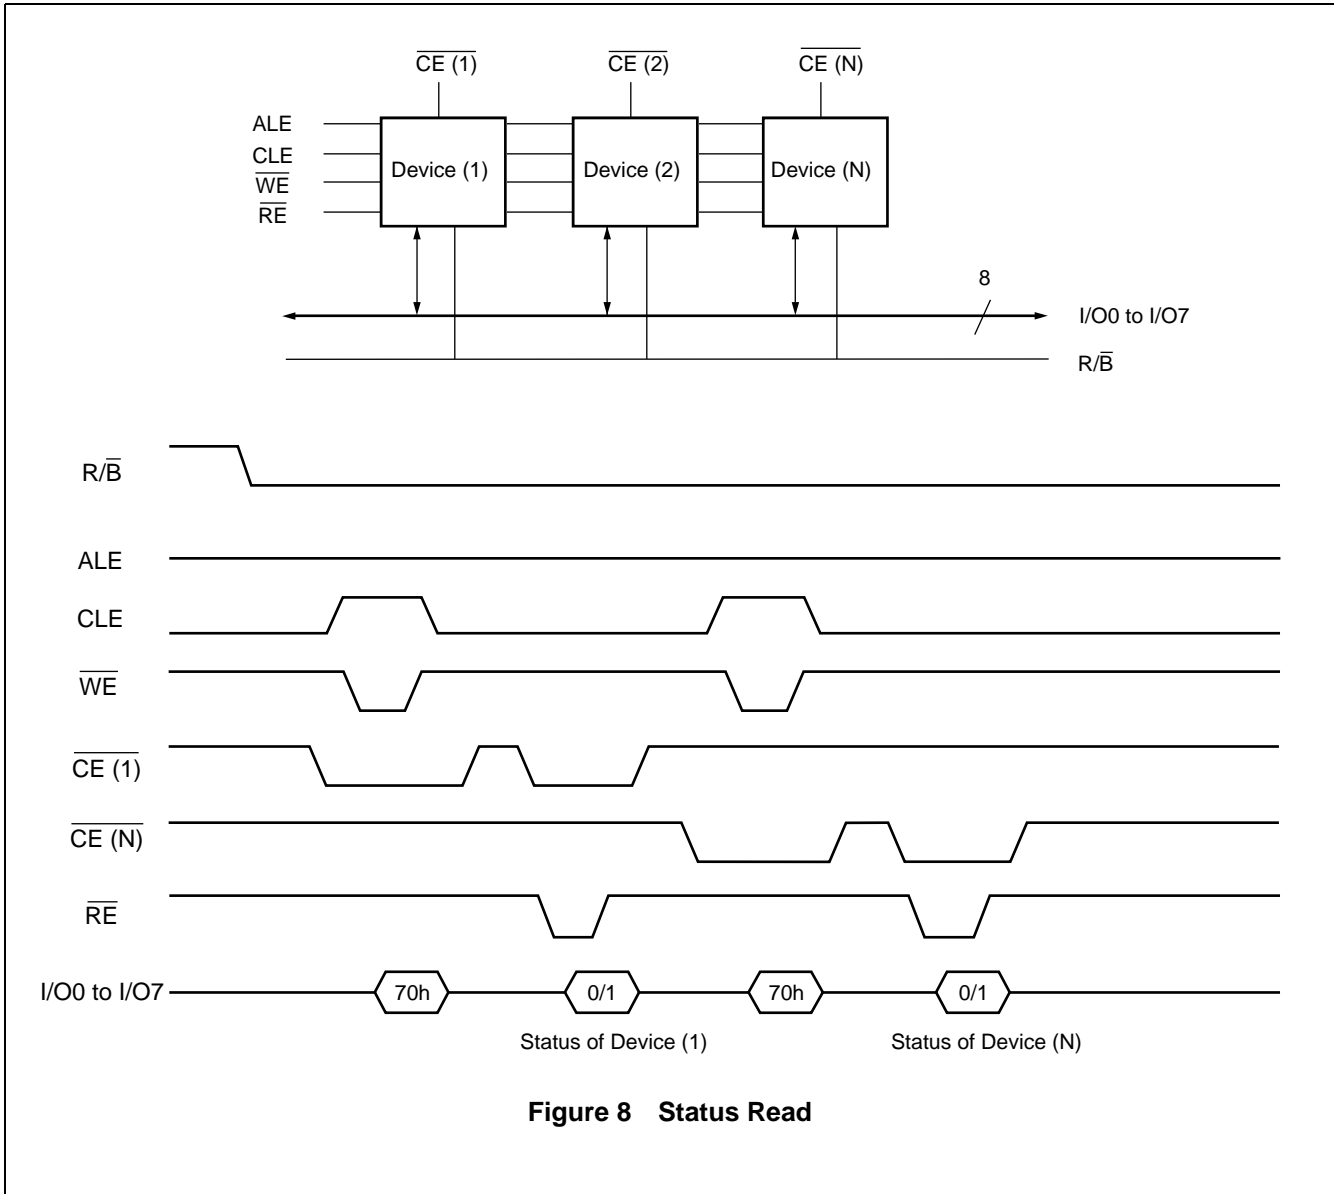 CE (1) CE (2) CE (N)
ALE
CLE
WE
RE
Device (1) Device (2) Device (N)
8
I/O0 to I/O7
R/B
R/B
ALE
CLE
WE
CE (1)
CE (N)
RE
I/O0 to I/O7 70h 0/1 70h 0/1
Status of Device (1) Status of Device (N)
Figure 8 Status Read